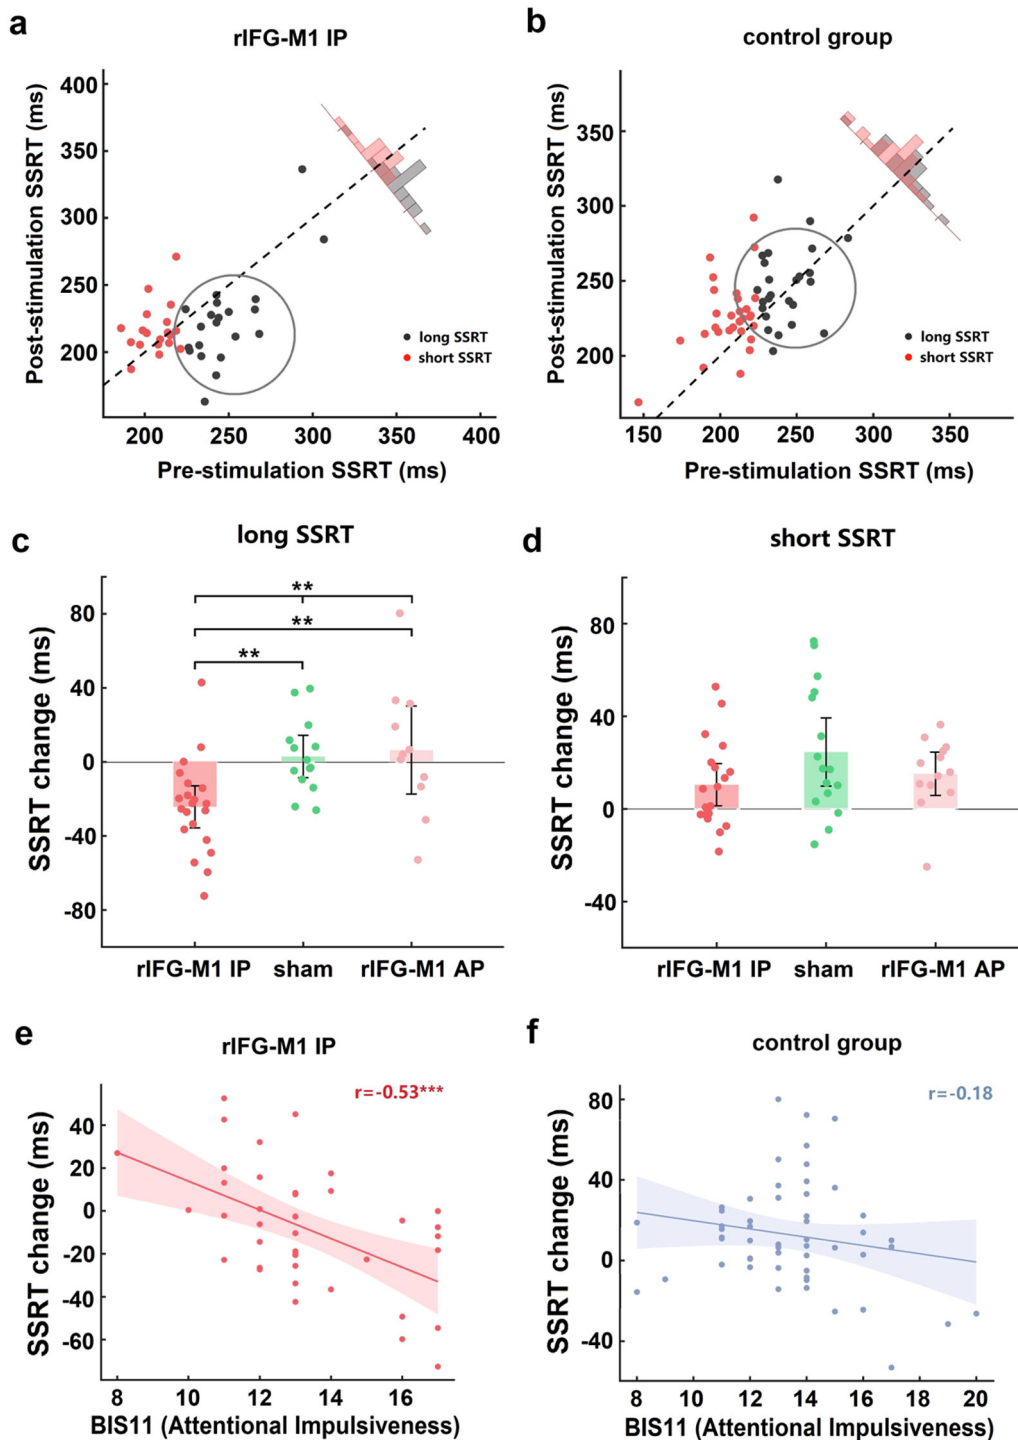 a
rIFG-M1 IP
Post-stimulation SSRT (ms)
400
350
300
250
200
200
250
300
350
400
long SSRT
short SSRT
Pre-stimulation SSRT (ms)
b
control group
Post-stimulation SSRT (ms)
350
300
250
200
150
200
250
300
350
long SSRT
short SSRT
Pre-stimulation SSRT (ms)
c
long SSRT
SSRT change (ms)
80
40
0
-40
-80
**
**
**
rIFG-M1 IP
sham
rIFG-M1 AP
d
short SSRT
SSRT change (ms)
80
40
0
-40
rIFG-M1 IP
sham
rIFG-M1 AP
e
rIFG-M1 IP
r=-0.53***
SSRT change (ms)
40
20
0
-20
-40
-60
8
10
12
14
16
BIS11 (Attentional Impulsiveness)
f
control group
r=-0.18
SSRT change (ms)
80
40
0
-40
8
10
12
14
16
18
20
BIS11 (Attentional Impulsiveness)